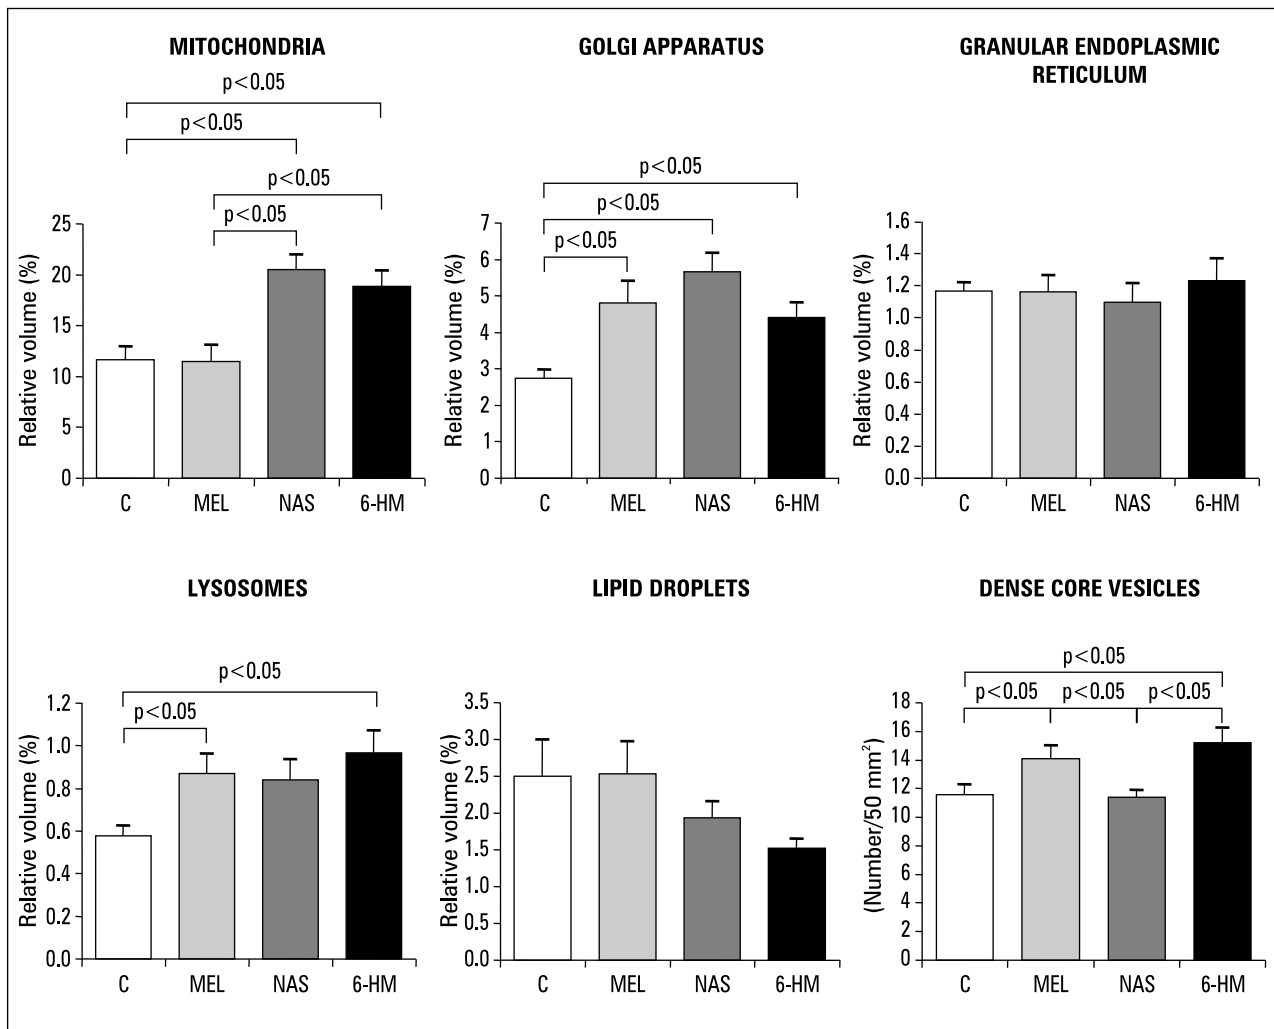 MITOCHONDRIA
p<0.05
p<0.05
p<0.05
p<0.05
Relative volume (%)
25
20
15
10
5
0
C MEL NAS 6-HM
GOLGI APPARATUS
p<0.05
p<0.05
p<0.05
Relative volume (%)
7
6
5
4
3
2
1
0
C MEL NAS 6-HM
GRANULAR ENDOPLASMIC
RETICULUM
Relative volume (%)
1.6
1.4
1.2
1.0
0.8
0.6
0.4
0.2
0.0
C MEL NAS 6-HM
LYSOSOMES
p<0.05
p<0.05
Relative volume (%)
1.2
1.0
0.8
0.6
0.4
0.2
0.0
C MEL NAS 6-HM
LIPID DROPLETS
Relative volume (%)
3.5
3.0
2.5
2.0
1.5
1.0
0.5
0.0
C MEL NAS 6-HM
DENSE CORE VESICLES
p<0.05
p<0.05 p<0.05 p<0.05
(Number/50 mm²)
18
16
14
12
10
8
6
4
2
0
C MEL NAS 6-HM